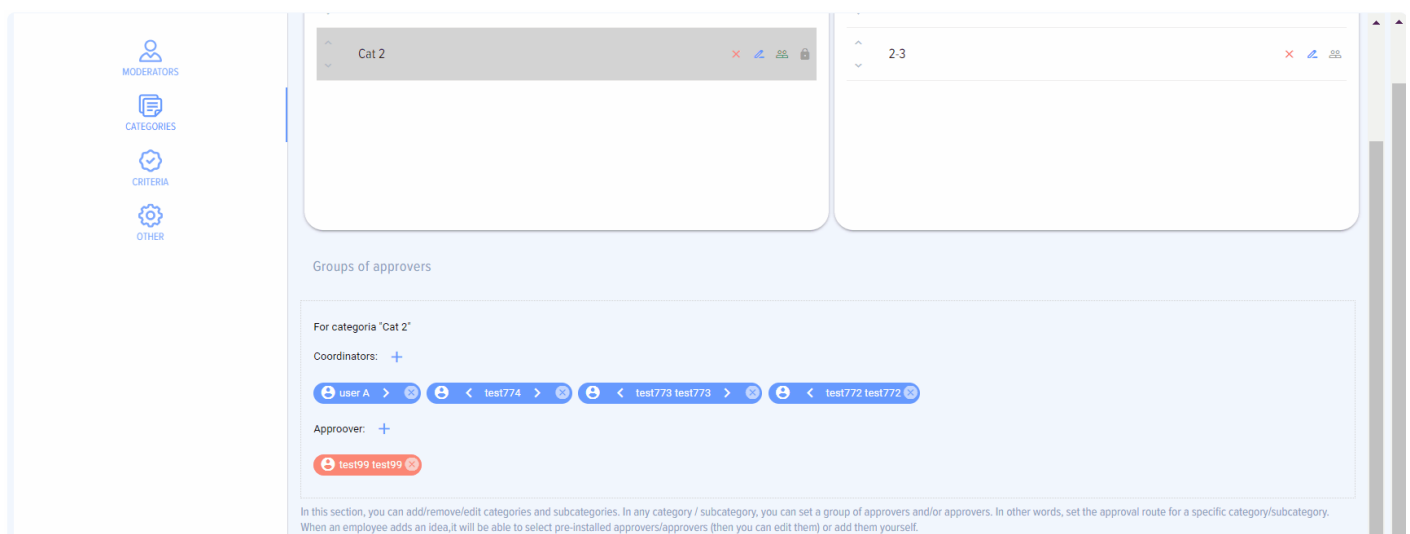 MODERATORS
CATEGORIES
CRITERIA
OTHER
Cat 2
2-3
Groups of approvers
For categoria "Cat 2"
Coordinators:
user A
test774
test773 test773
test772 test772
Approover:
test99 test99
In this section, you can add/remove/edit categories and subcategories. In any category / subcategory, you can set a group of approvers and/or approvers. In other words, set the approval route for a specific category/subcategory.
When an employee adds an idea,it will be able to select pre-installed approvers/approvers (then you can edit them) or add them yourself.